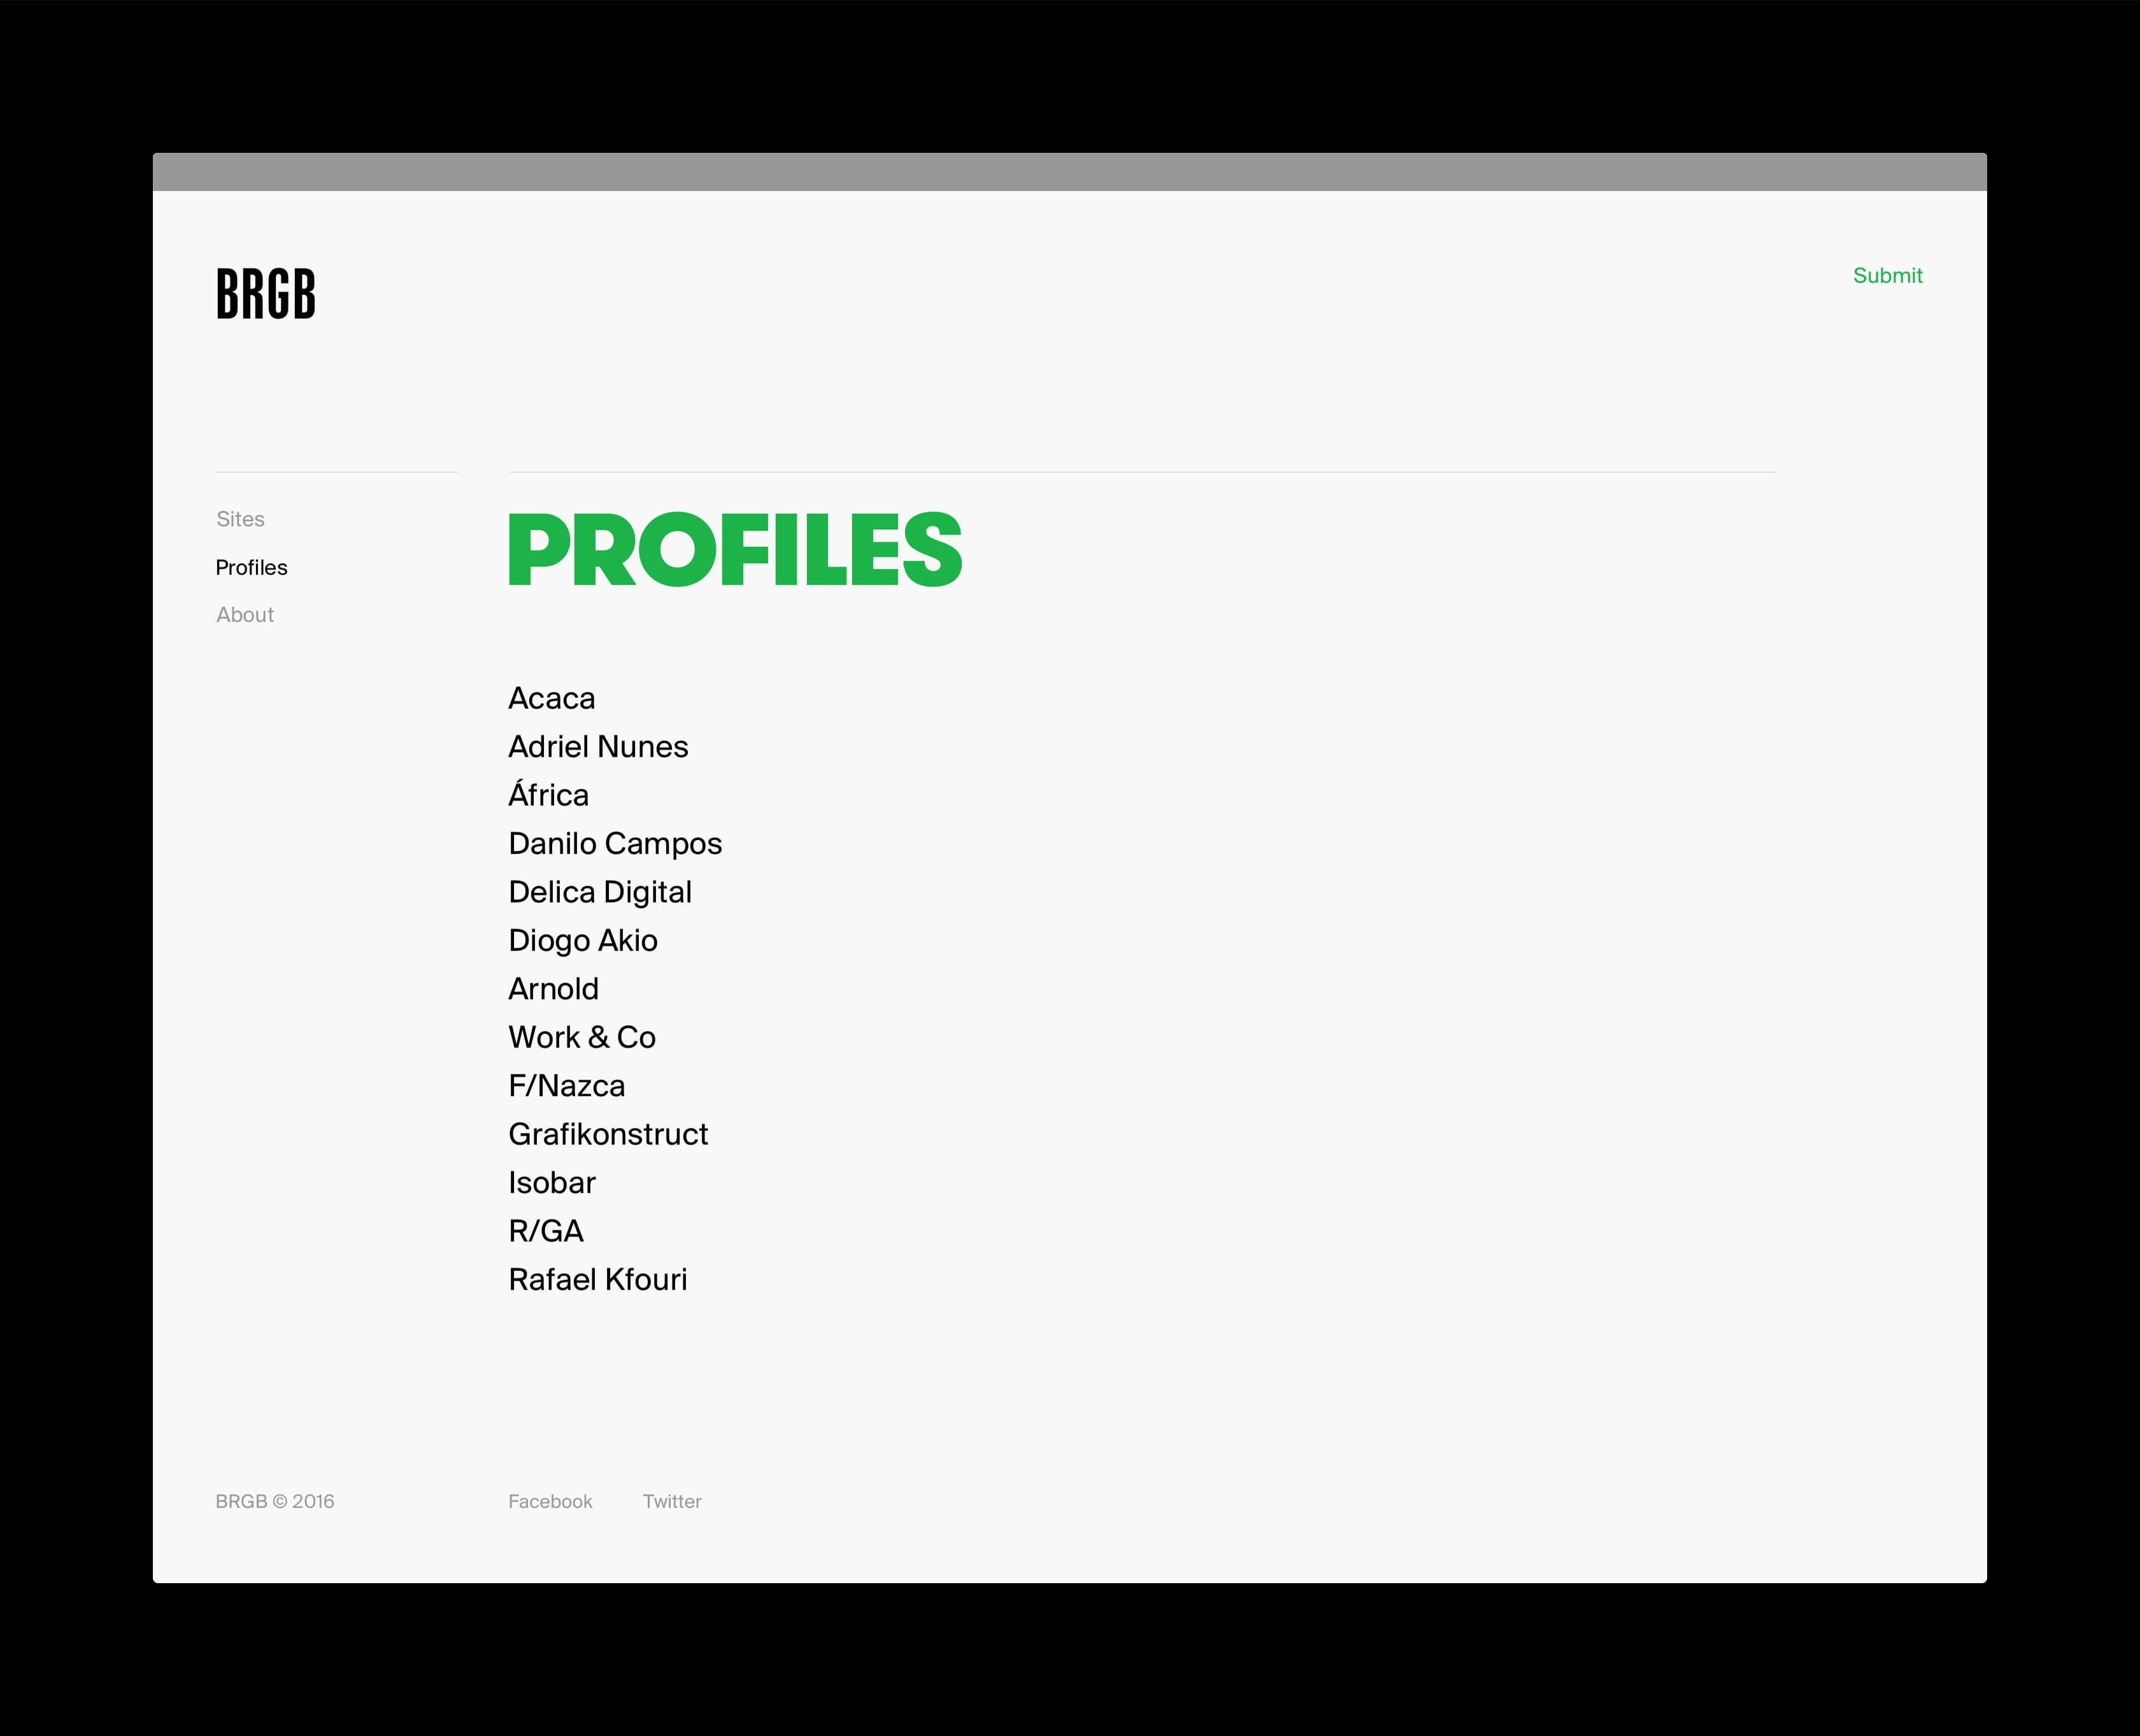 BRGB
Submit
Sites
Profiles
About
PROFILES
Acaca
Adriel Nunes
África
Danilo Campos
Delica Digital
Diogo Akio
Arnold
Work & Co
F/Nazca
Grafikonstruct
Isobar
R/GA
Rafael Kfouri
BRGB © 2016
Facebook
Twitter